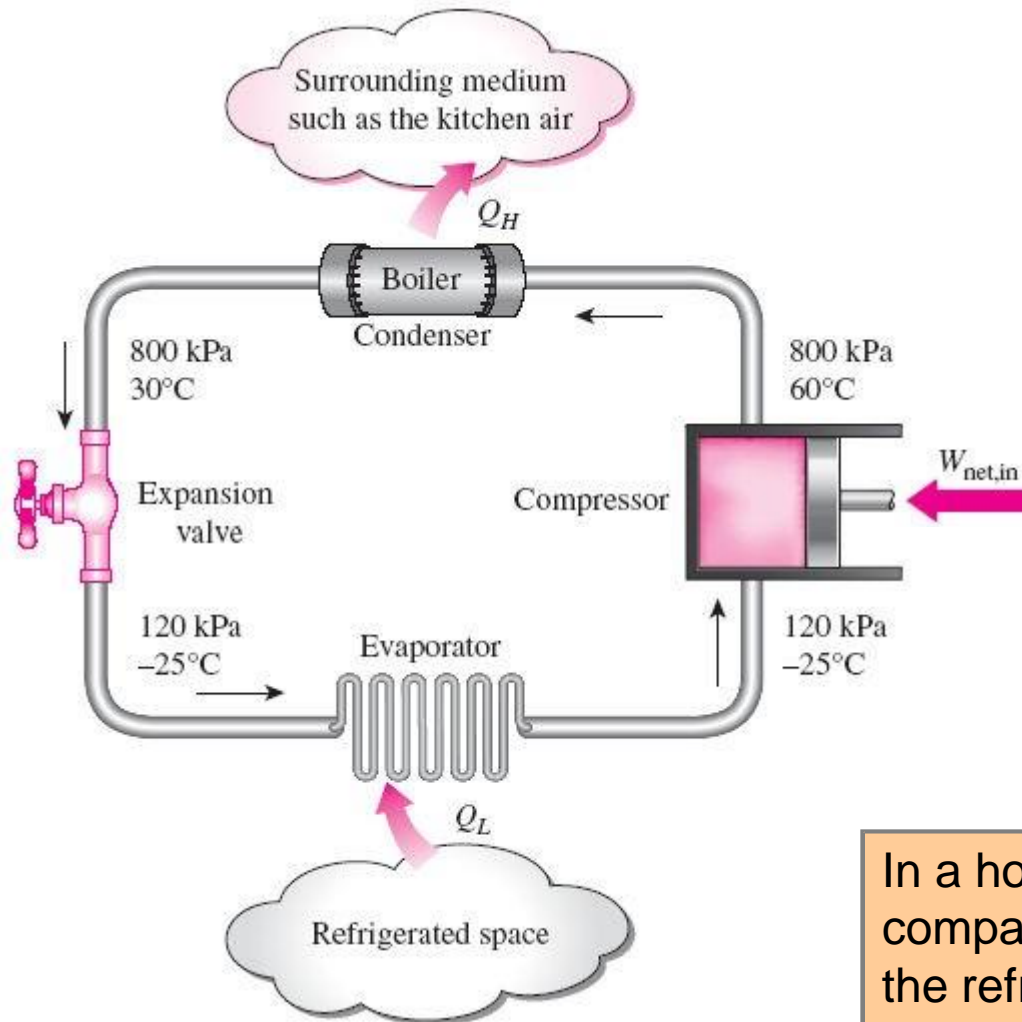 Surrounding medium
such as the kitchen air
Q_H
Boiler
Condenser
800 kPa
30°C
800 kPa
60°C
Expansion
valve
Compressor
W_net,in
120 kPa
–25°C
Evaporator
120 kPa
–25°C
Q_L
Refrigerated space
In a ho
compa
the refr